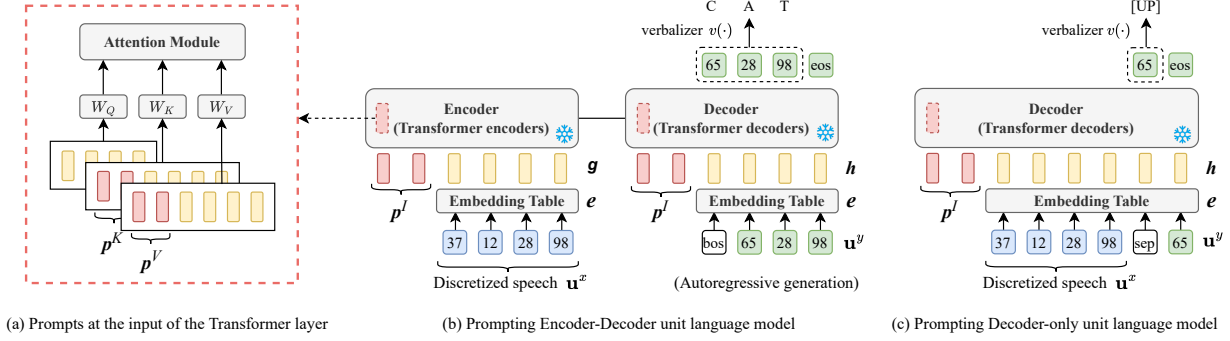 Attention Module
W_Q W_K W_V
p^K
p^V
(a) Prompts at the input of the Transformer layer
C A T
verbalizer v(·)
65 28 98 eos
Encoder
(Transformer encoders)
Decoder
(Transformer decoders)
g
h
p^I
p^I
Embedding Table e
Embedding Table e
37 12 28 98
bos 65 28 98 u^y
Discretized speech u^x
(Autoregressive generation)
(b) Prompting Encoder-Decoder unit language model
[UP]
verbalizer v(·)
65 eos
Decoder
(Transformer decoders)
h
p^I
Embedding Table e
37 12 28 98 sep 65 u^y
Discretized speech u^x
(c) Prompting Decoder-only unit language model